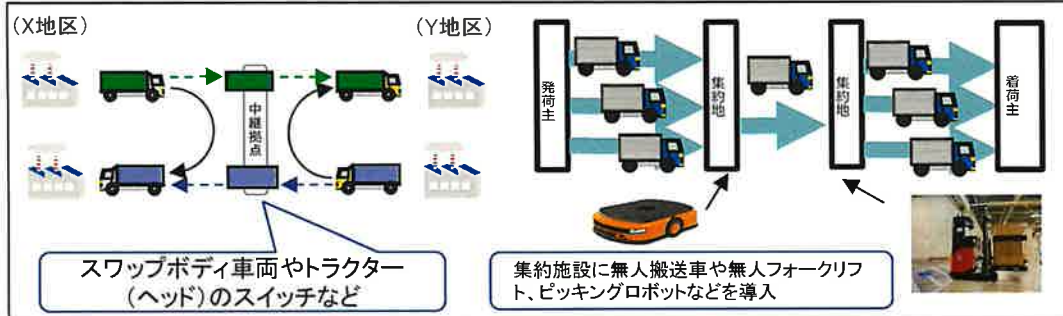 (X地区)
(Y地区)
中継拠点
スワップボディ車両やトラクター
(ヘッド)のスイッチなど
発荷主
集約地
集約地
着荷主
集約施設に無人搬送車や無人フォークリフ
ト、ピッキングロボットなどを導入